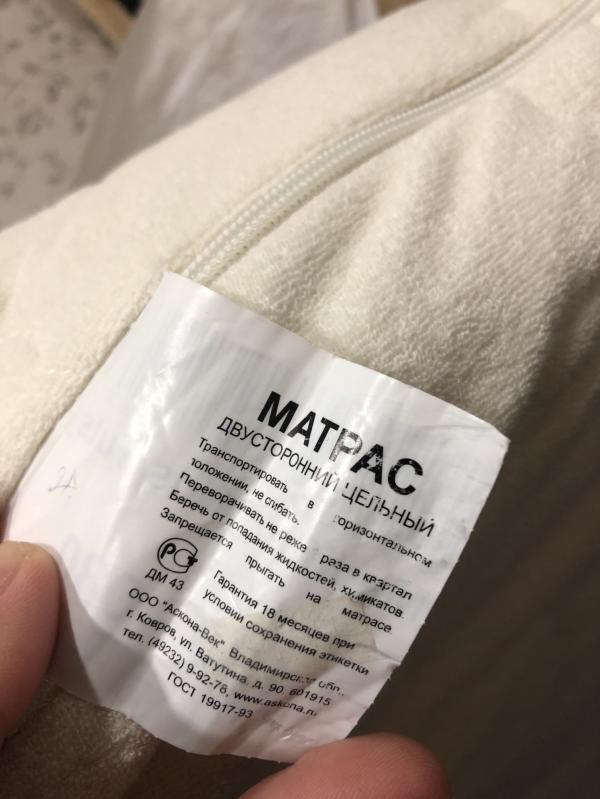 МАТРАС
ДВУСТОРОННИЙ ЦЕЛЬНЫЙ
Транспортировать в горизонтальном
положении, не сгибать.
Переворачивать не реже раза в квартал
Беречь от попадания жидкостей, химикатов
Запрещается прыгать на матрасе
РС
ДМ 43
Гарантия 18 месяцев при
условии сохранения этикетки
ООО "Аскона-Век" Владимирская обл.,
г. Ковров, ул. Ватутина, д. 90 601915
тел. (49232) 9-92-78, www.askona.ru
ГОСТ 19917-93